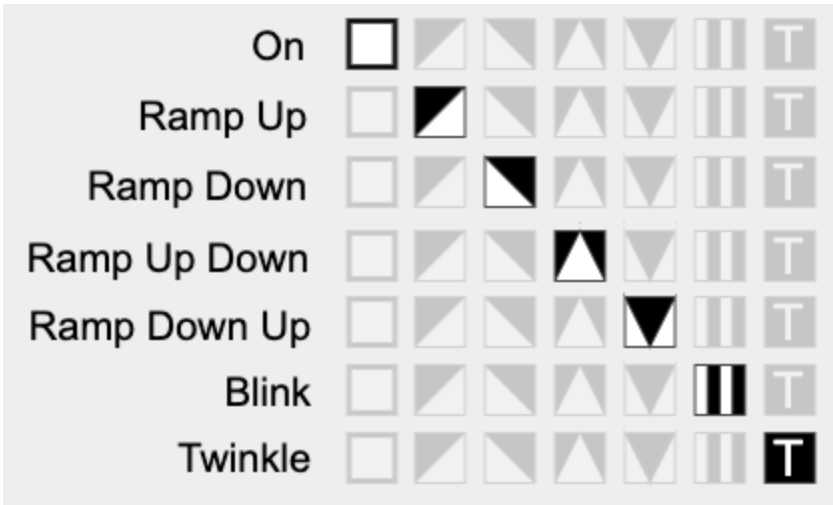 On T
Ramp Up T
Ramp Down T
Ramp Up Down T
Ramp Down Up T
Blink T
Twinkle T